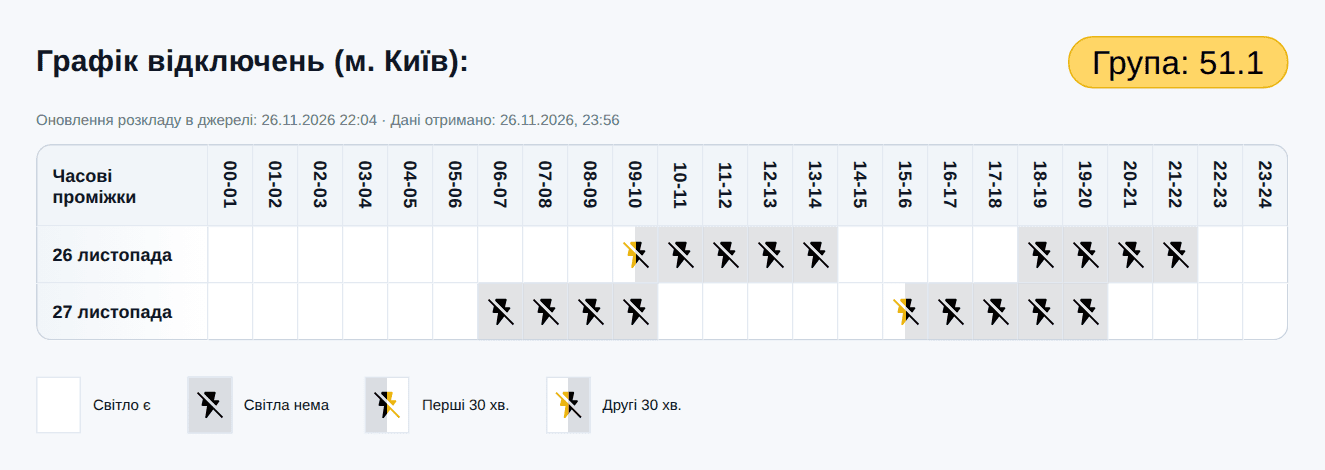 Графік відключень (м. Київ):
Група: 51.1
Оновлення розкладу в джерелі: 26.11.2026 22:04 · Дані отримано: 26.11.2026, 23:56
Часові
проміжки
00-01 01-02 02-03 03-04 04-05 05-06 06-07 07-08 08-09 09-10 10-11 11-12 12-13 13-14 14-15 15-16 16-17 17-18 18-19 19-20 20-21 21-22 22-23 23-24
26 листопада
27 листопада
Світло є
Світла нема
Перші 30 хв.
Другі 30 хв.